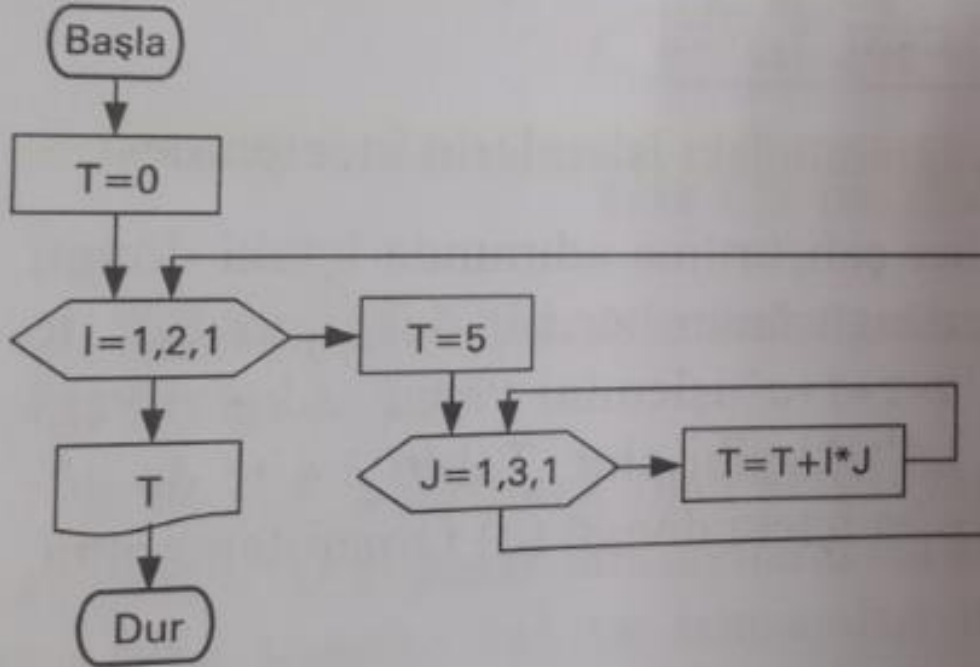 Başla
T=0
I=1,2,1
T=5
J=1,3,1
T=T+I*J
T
Dur